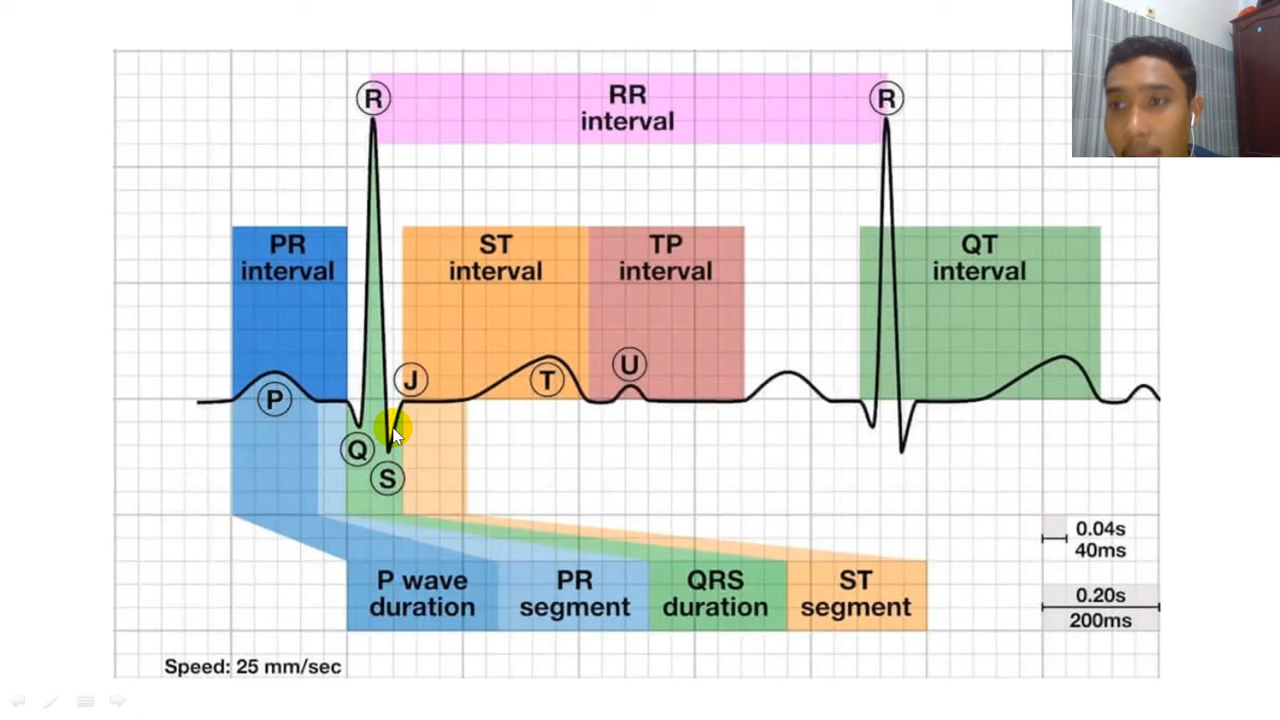 R
RR
interval
R
PR
interval
ST
interval
TP
interval
QT
interval
P
Q
S
J
T
U
0.04s
40ms
0.20s
200ms
P wave
duration
PR
segment
QRS
duration
ST
segment
Speed: 25 mm/sec